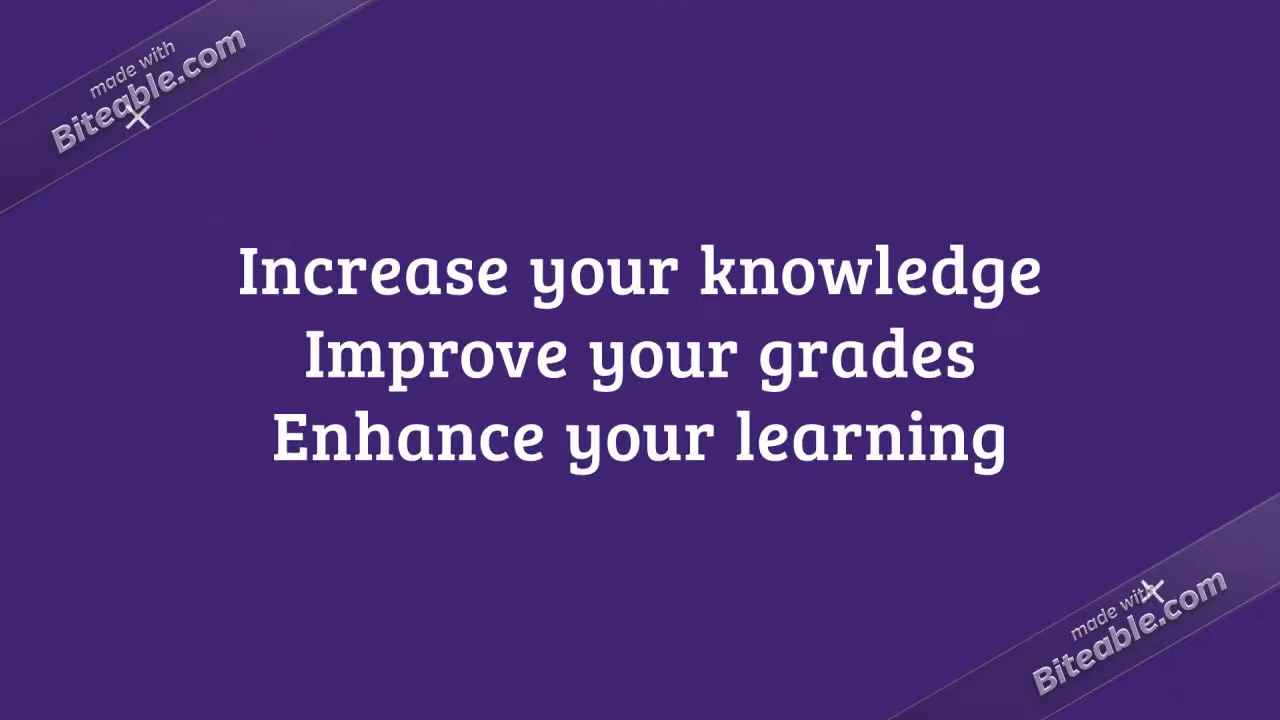 made with
Biteable.com
Increase your knowledge
Improve your grades
Enhance your learning
made with
Biteable.com